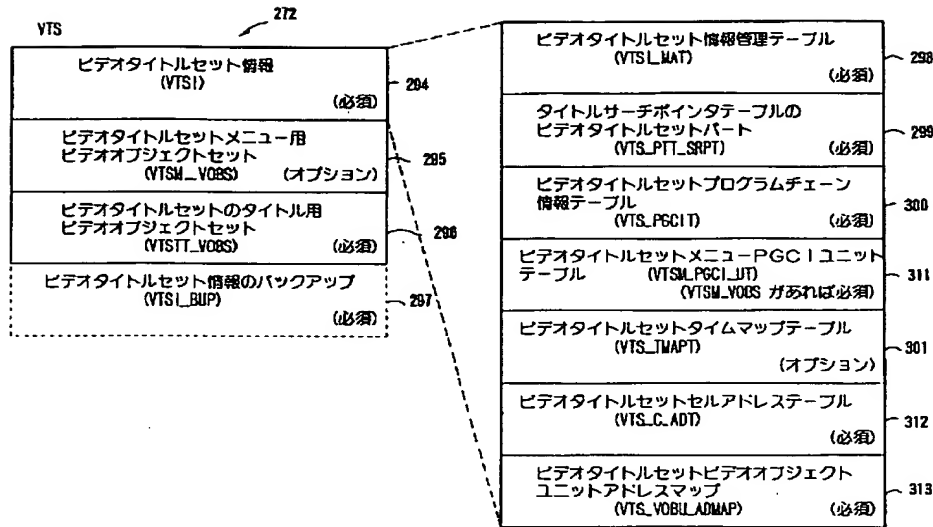 VTS
272
ビデオタイトルセット情報
(VTSI)
(必須)
294
ビデオタイトルセットメニュー用
ビデオオブジェクトセット
(VTSM_VOBS) (オプション)
295
ビデオタイトルセットのタイトル用
ビデオオブジェクトセット
(VTSTT_VOBS) (必須)
296
ビデオタイトルセット情報のバックアップ
(VTSI_BUP)
(必須)
297
ビデオタイトルセット情報管理テーブル
(VTSI_MAT)
(必須)
298
タイトルサーチポインタテーブルの
ビデオタイトルセットパート
(VTS_PTT_SRPT) (必須)
299
ビデオタイトルセットプログラムチェーン
情報テーブル
(VTS_PGCIT) (必須)
300
ビデオタイトルセットメニューPGCIユニット
テーブル (VTSM_PGCI_UT)
(VTSM_VOBS があれば必須)
311
ビデオタイトルセットタイムマップテーブル
(VTS_TMAPT)
(オプション)
301
ビデオタイトルセットセルアドレステーブル
(VTS_C_ADT)
(必須)
312
ビデオタイトルセットビデオオブジェクト
ユニットアドレスマップ
(VTS_VOBU_ADMAP) (必須)
313